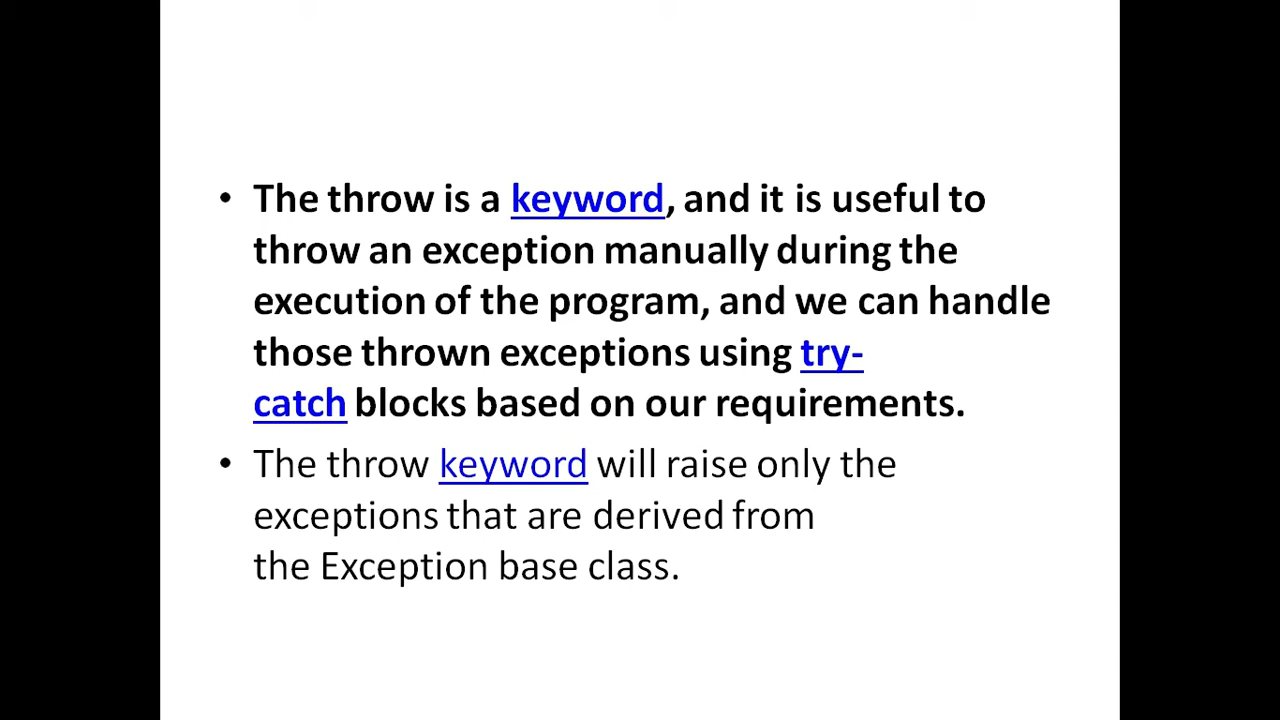 • The throw is a keyword, and it is useful to
throw an exception manually during the
execution of the program, and we can handle
those thrown exceptions using try-
catch blocks based on our requirements.
• The throw keyword will raise only the
exceptions that are derived from
the Exception base class.